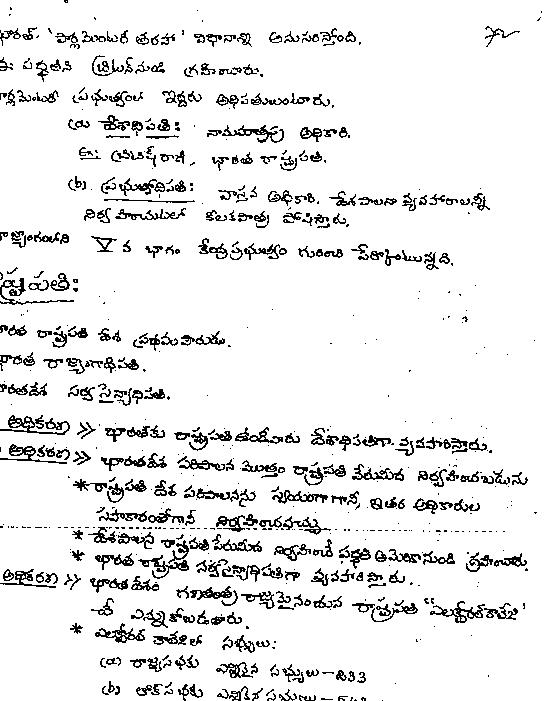 భారత్ 'పార్లమెంటరీ తరహా' విధానాన్ని అనుసరిస్తోంది.
ఈ పద్ధతిని బ్రిటన్ నుండి గ్రహించారు.
పార్లమెంటరీ ప్రభుత్వంలో ఇద్దరు అధిపతులుంటారు.
(a) దేశాధిపతి: నామమాత్రపు అధికారి.
ఉ: బ్రిటిష్ రాణి, భారత రాష్ట్రపతి.
(b) ప్రభుత్వాధిపతి: వాస్తవ అధికారి. దేశపాలనా వ్యవహారాలన్నీ
నిర్వహించుటలో కీలకపాత్ర పోషిస్తారు.
రాజ్యాంగంలోని V వ భాగం కేంద్ర ప్రభుత్వం గురించి పేర్కొంటున్నది.
రాష్ట్రపతి:
భారత రాష్ట్రపతి దేశ ప్రథమ పౌరుడు.
భారత రాజ్యాంగాధిపతి.
భారతదేశ సర్వ సైన్యాధిపతి.
అధికరణ >> భారత్‌కు రాష్ట్రపతి ఉండేవారు దేశాధిపతిగా వ్యవహరిస్తారు.
అధికరణ >> భారతదేశ పరిపాలన మొత్తం రాష్ట్రపతి పేరుమీద నిర్వహించబడును
* రాష్ట్రపతి దేశ పరిపాలనను స్వయంగా గానీ, ఇతర అధికారుల
సహకారంతో గానీ నిర్వహించవచ్చు
* దేశపాలన రాష్ట్రపతి పేరుమీద నిర్వహించే పద్ధతి అమెరికా నుండి గ్రహించారు.
* భారత రాష్ట్రపతి సర్వసైన్యాధిపతిగా వ్యవహరిస్తారు.
అధికరణ >> భారతదేశం గణతంత్ర రాజ్యమైనందున రాష్ట్రపతి "ఎలక్టోరల్ కాలేజి"
చే ఎన్నుకోబడతారు.
* ఎలక్టోరల్ కాలేజీలో సభ్యులు:
(a) రాజ్యసభకు ఎన్నికైన సభ్యులు - 233
(b) లోక్ సభకు ఎన్నికైన సభ్యులు -